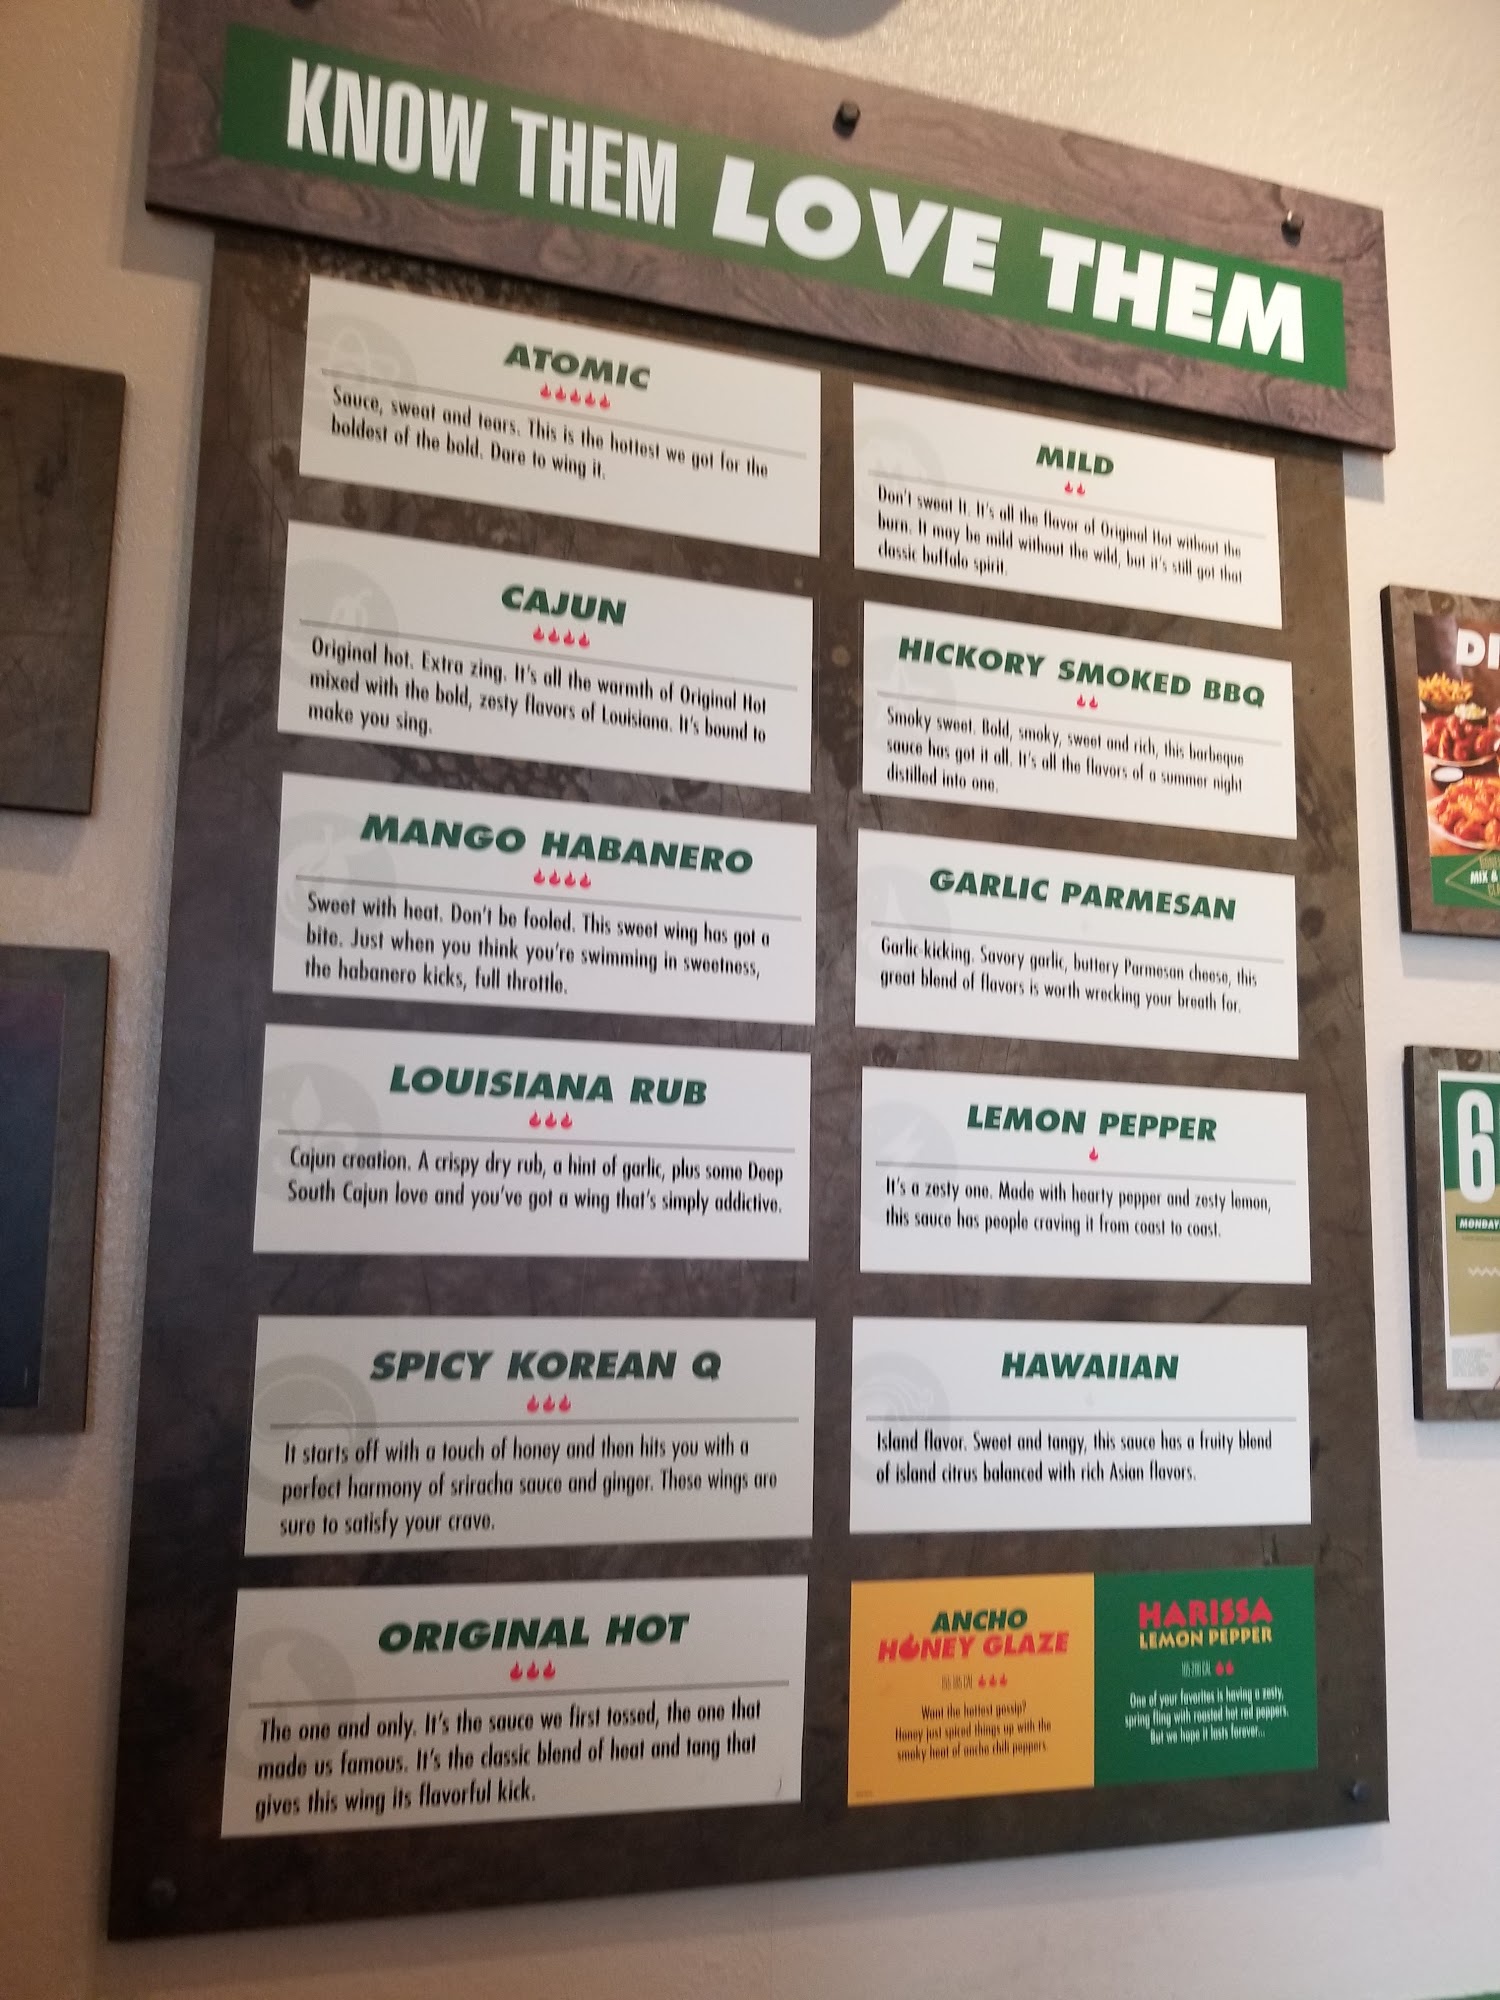 KNOW THEM LOVE THEM
ATOMIC
Sauce, sweat and tears. This is the hottest we got for the
boldest of the bold. Dare to wing it.
CAJUN
Original hot. Extra zing. It's all the warmth of Original Hot
mixed with the bold, zesty flavors of Louisiana. It's bound to
make you sing.
MANGO HABANERO
Sweet with heat. Don't be fooled. This sweet wing has got a
bite. Just when you think you're swimming in sweetness,
the habanero kicks, full throttle.
LOUISIANA RUB
Cajun creation. A crispy dry rub, a hint of garlic, plus some Deep
South Cajun love and you've got a wing that's simply addictive.
SPICY KOREAN Q
It starts off with a touch of honey and then hits you with a
perfect harmony of sriracha sauce and ginger. These wings are
sure to satisfy your crave.
ORIGINAL HOT
The one and only. It's the sauce we first tossed, the one that
made us famous. It's the classic blend of heat and tang that
gives this wing its flavorful kick.
MILD
Don't sweat it. It's all the flavor of Original Hot without the
burn. It may be mild without the wild, but it's still got that
classic buffalo spirit.
HICKORY SMOKED BBQ
Smoky sweet. Bold, smoky, sweet and rich, this barbeque
sauce has got it all. It's all the flavors of a summer night
distilled into one.
GARLIC PARMESAN
Garlic-kicking. Savory garlic, buttery Parmesan cheese, this
great blend of flavors is worth wrecking your breath for.
LEMON PEPPER
It's a zesty one. Made with hearty pepper and zesty lemon,
this sauce has people craving it from coast to coast.
HAWAIIAN
Island flavor. Sweet and tangy, this sauce has a fruity blend
of island citrus balanced with rich Asian flavors.
ANCHO
HONEY GLAZE
CAL
Want the hottest gossip?
Honey just spiced things up with the
smoky heat of ancho chili peppers.
HARISSA
LEMON PEPPER
CAL
One of your favorites is having a zesty,
spring fling with roasted hot red peppers.
But we hope it lasts forever...
MIX &
6
MONDAY